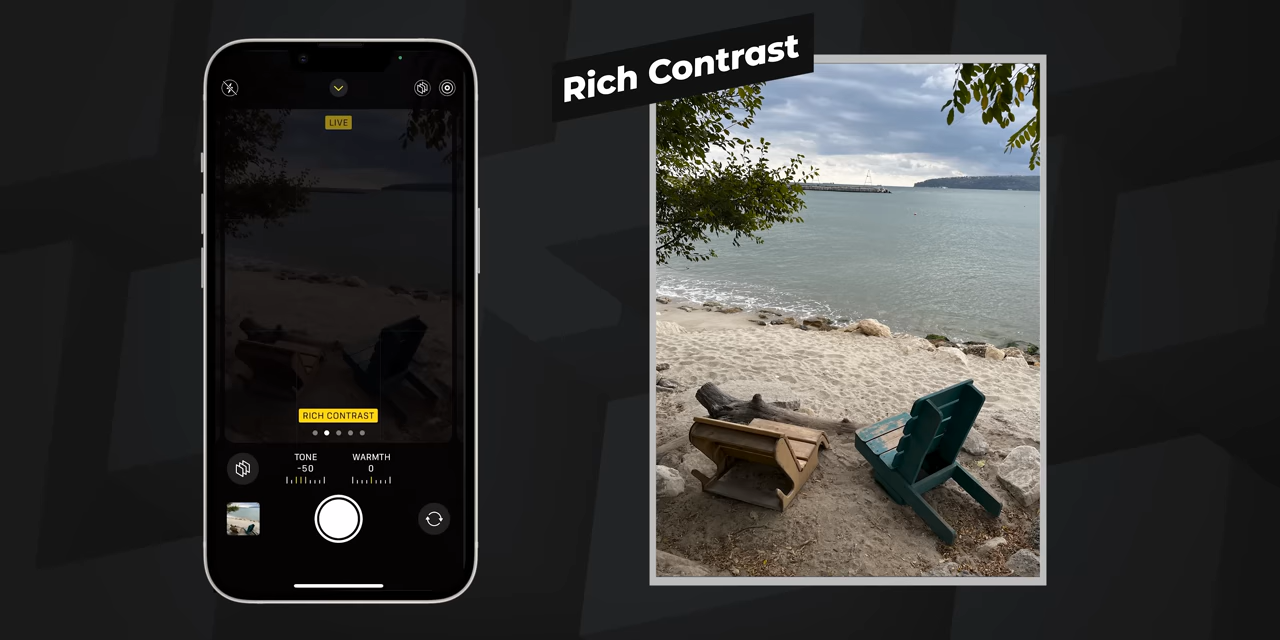 Rich Contrast
LIVE
RICH CONTRAST
TONE WARMTH
-50 0